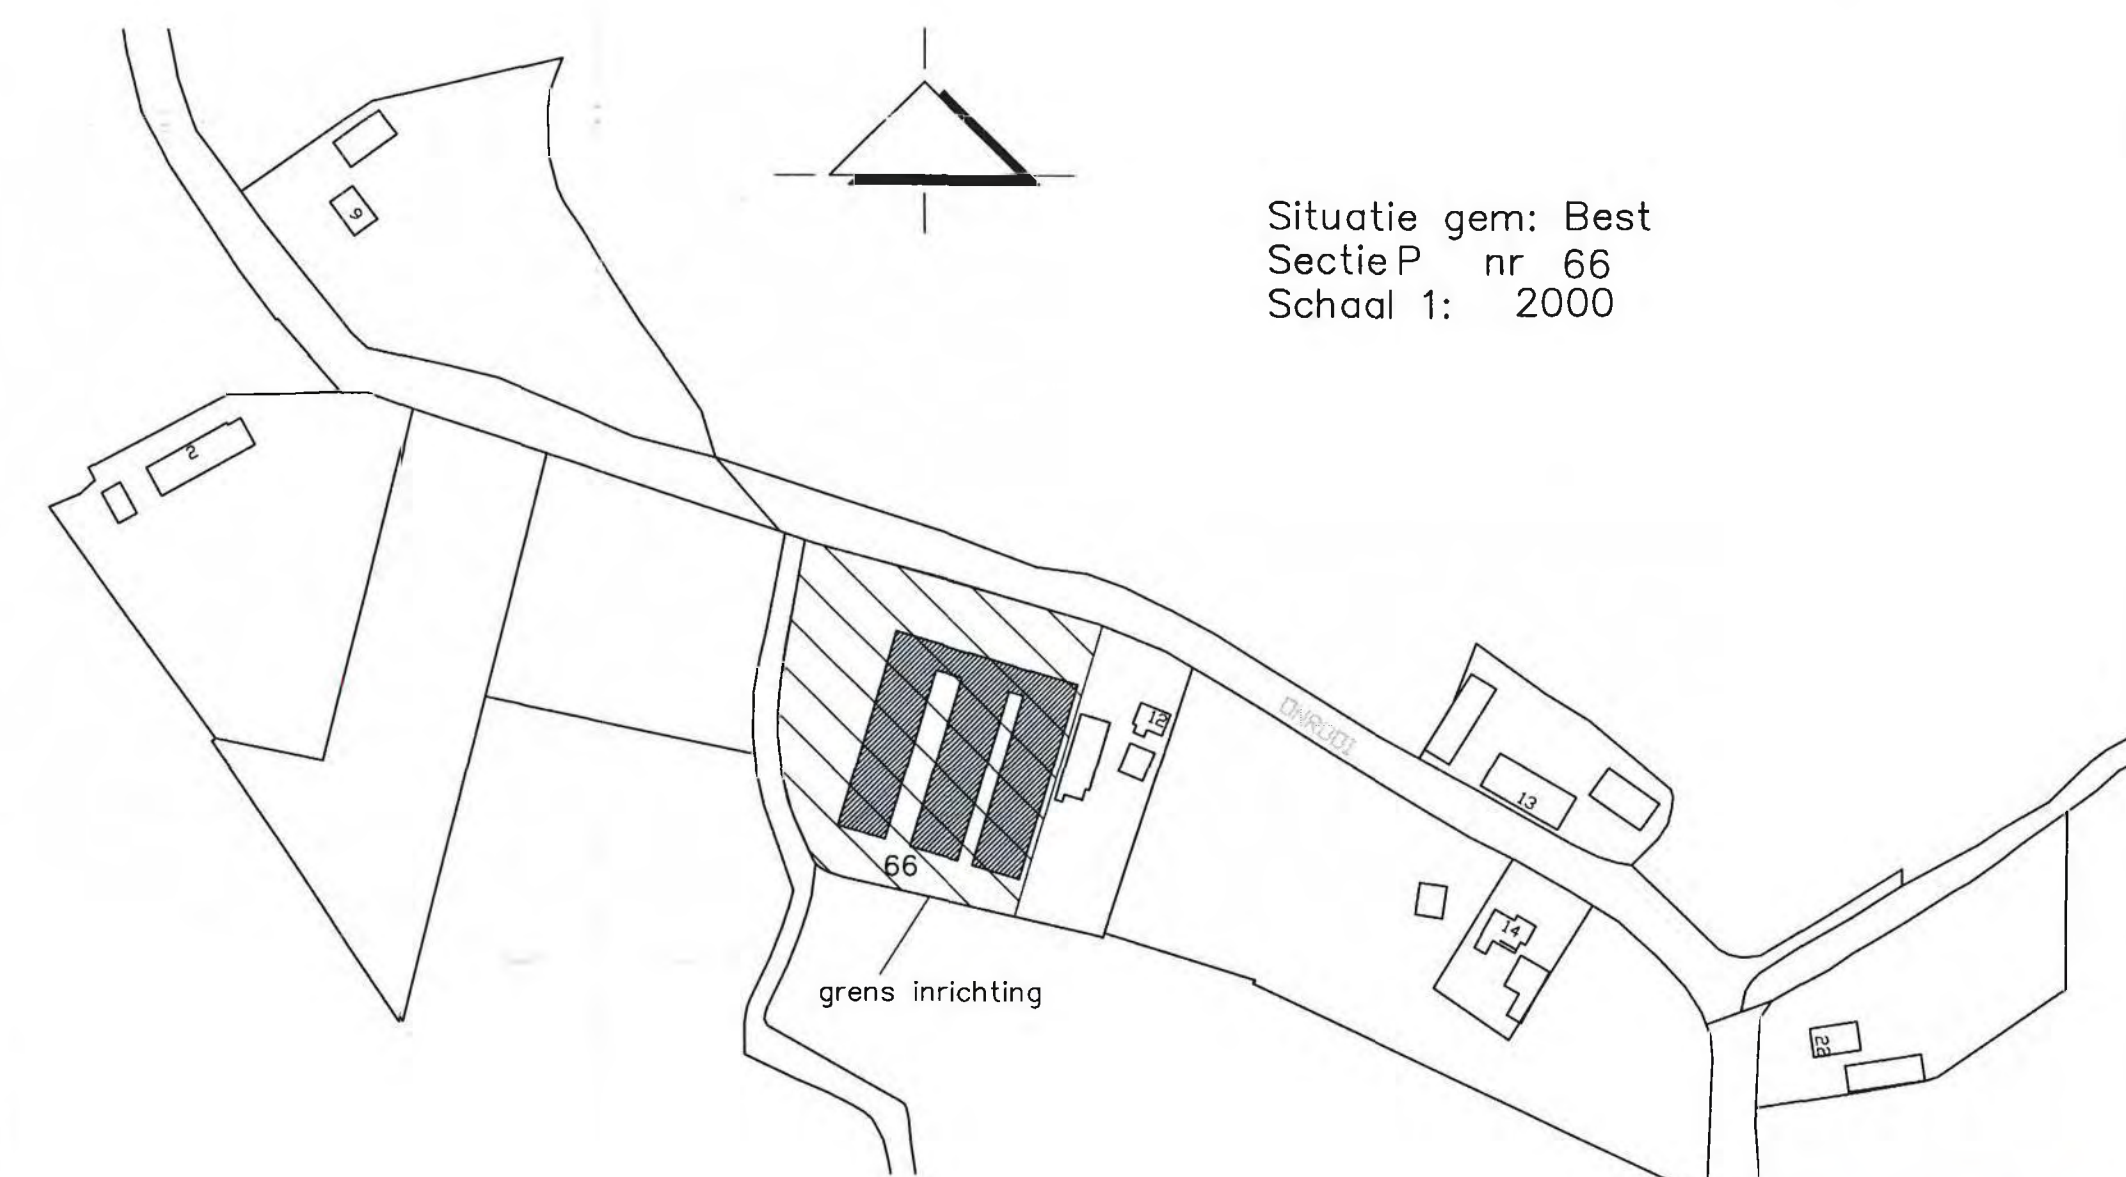 Situatie gem: Best
Sectie P nr 66
Schaal 1: 2000
9
2
12
13
66
14
grens inrichting
22